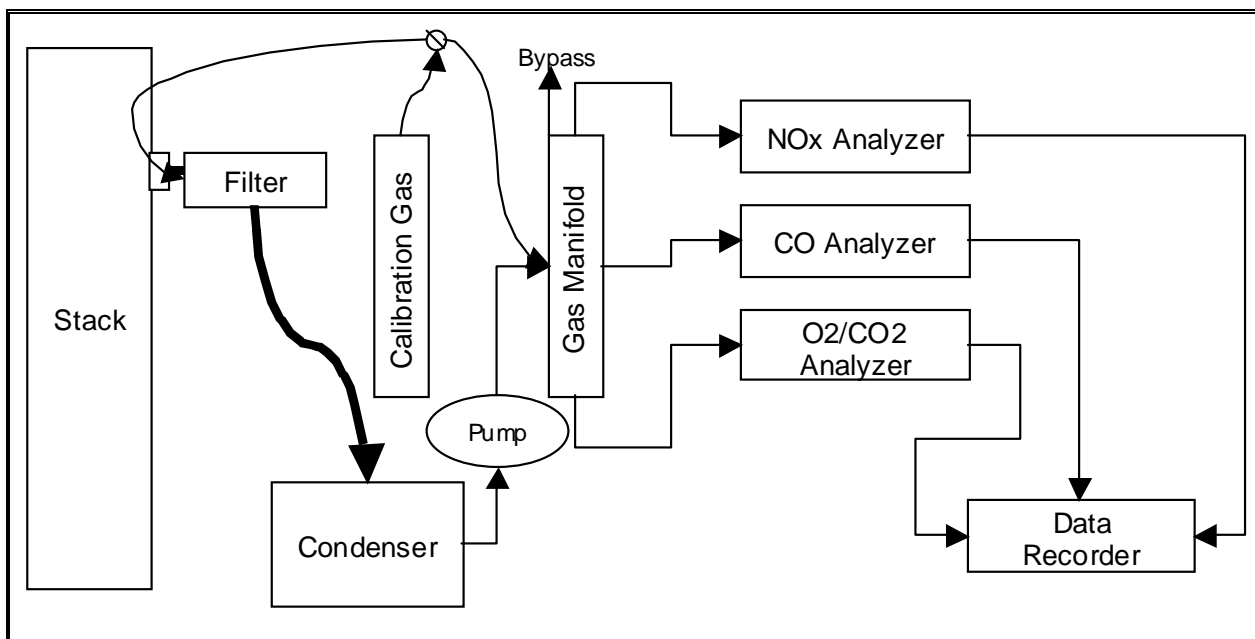 Bypass
NOx Analyzer
Filter
Calibration Gas
Gas Manifold
CO Analyzer
Stack
O2/CO2
Analyzer
Pump
Condenser
Data
Recorder